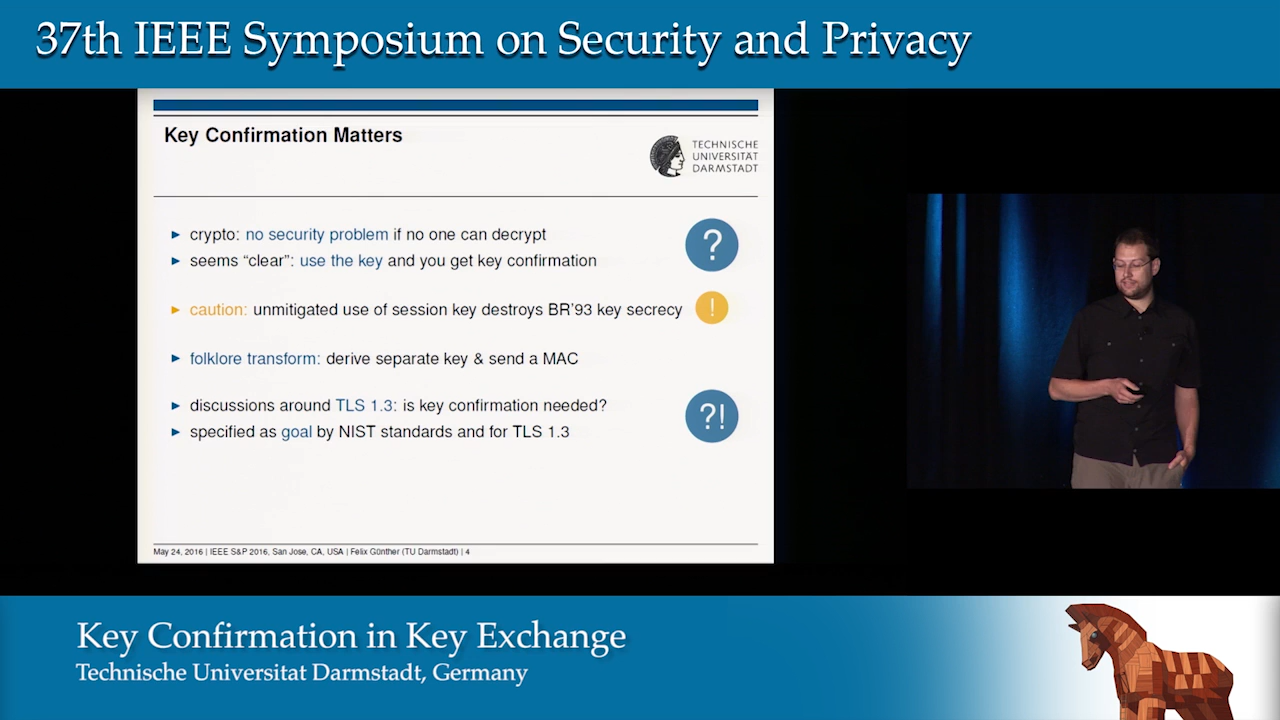 37th IEEE Symposium on Security and Privacy
Key Confirmation Matters
TECHNISCHE
UNIVERSITÄT
DARMSTADT
► crypto: no security problem if no one can decrypt
► seems “clear”: use the key and you get key confirmation
?
► caution: unmitigated use of session key destroys BR’93 key secrecy
!
► folklore transform: derive separate key & send a MAC
► discussions around TLS 1.3: is key confirmation needed?
► specified as goal by NIST standards and for TLS 1.3
?!
May 24, 2016 | IEEE S&P 2016, San Jose, CA, USA | Felix Günther (TU Darmstadt) | 4
Key Confirmation in Key Exchange
Technische Universitat Darmstadt, Germany